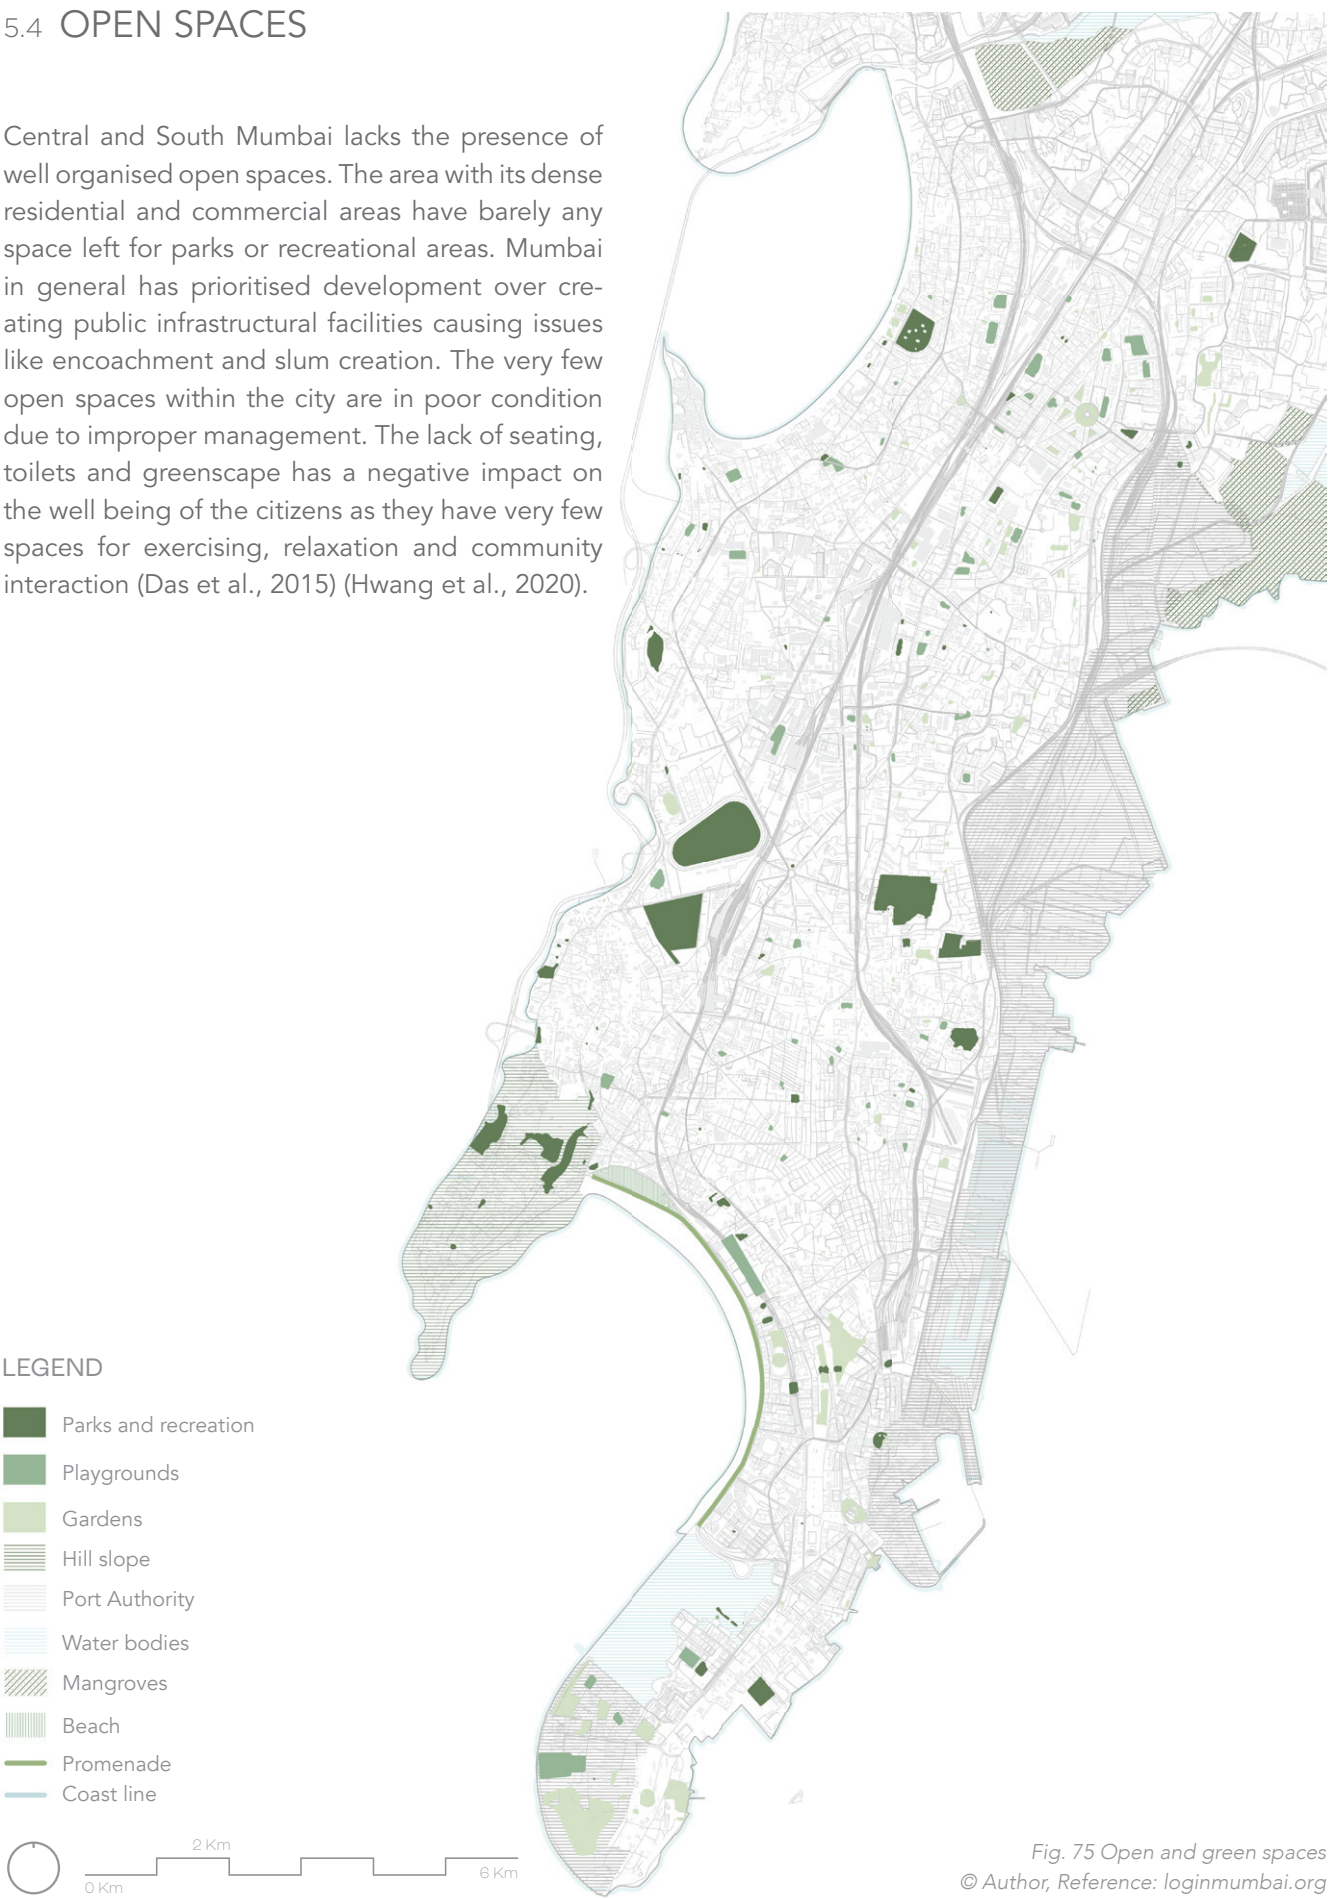 5.4 OPEN SPACES
Central and South Mumbai lacks the presence of
well organised open spaces. The area with its dense
residential and commercial areas have barely any
space left for parks or recreational areas. Mumbai
in general has prioritised development over cre-
ating public infrastructural facilities causing issues
like encoachment and slum creation. The very few
open spaces within the city are in poor condition
due to improper management. The lack of seating,
toilets and greenscape has a negative impact on
the well being of the citizens as they have very few
spaces for exercising, relaxation and community
interaction (Das et al., 2015) (Hwang et al., 2020).
LEGEND
Parks and recreation
Playgrounds
Gardens
Hill slope
Port Authority
Water bodies
Mangroves
Beach
Promenade
Coast line
0 Km
2 Km
6 Km
Fig. 75 Open and green spaces
© Author, Reference: loginmumbai.org